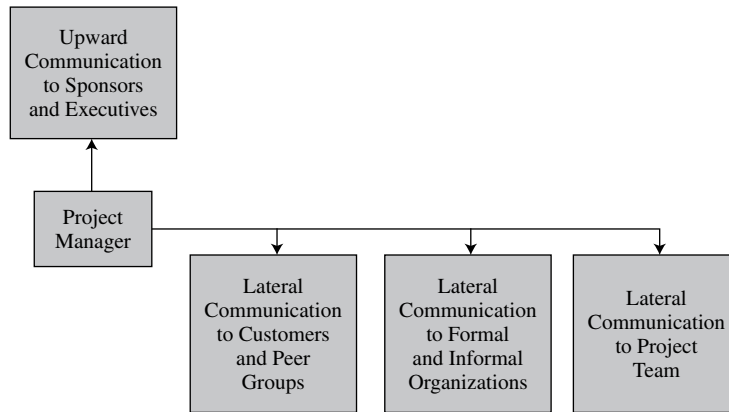 Upward
Communication
to Sponsors
and Executives
Project
Manager
Lateral
Communication
to Customers
and Peer
Groups
Lateral
Communication
to Formal
and Informal
Organizations
Lateral
Communication
to Project
Team